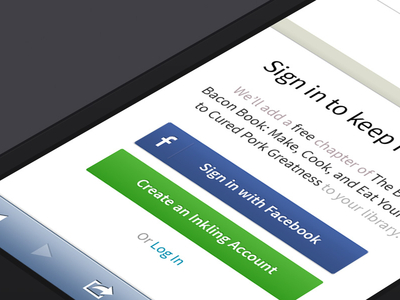 Sign in to keep
We'll add a free chapter of The
Bacon Book: Make, Cook, and Eat Your
to Cured Pork Greatness to your library.
f
Sign in with Facebook
Create an Inkling Account
Or Log In